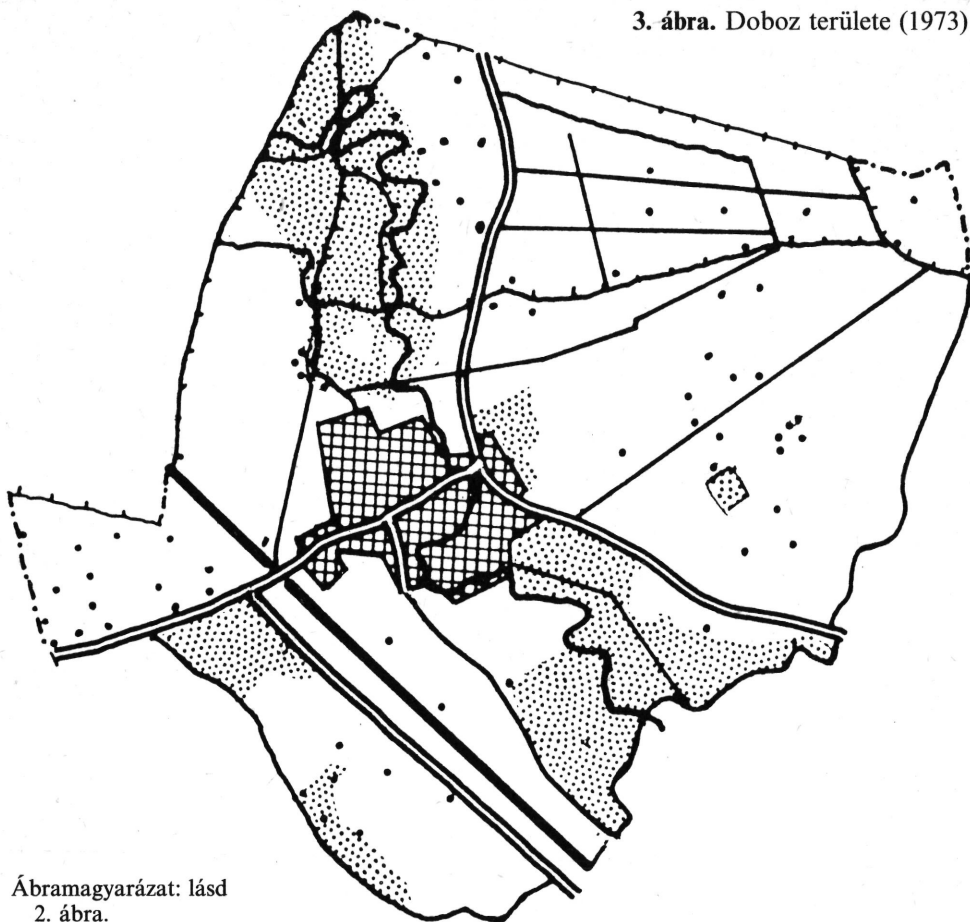 3. ábra. Doboz területe (1973)
Ábramagyarázat: lásd
2. ábra.